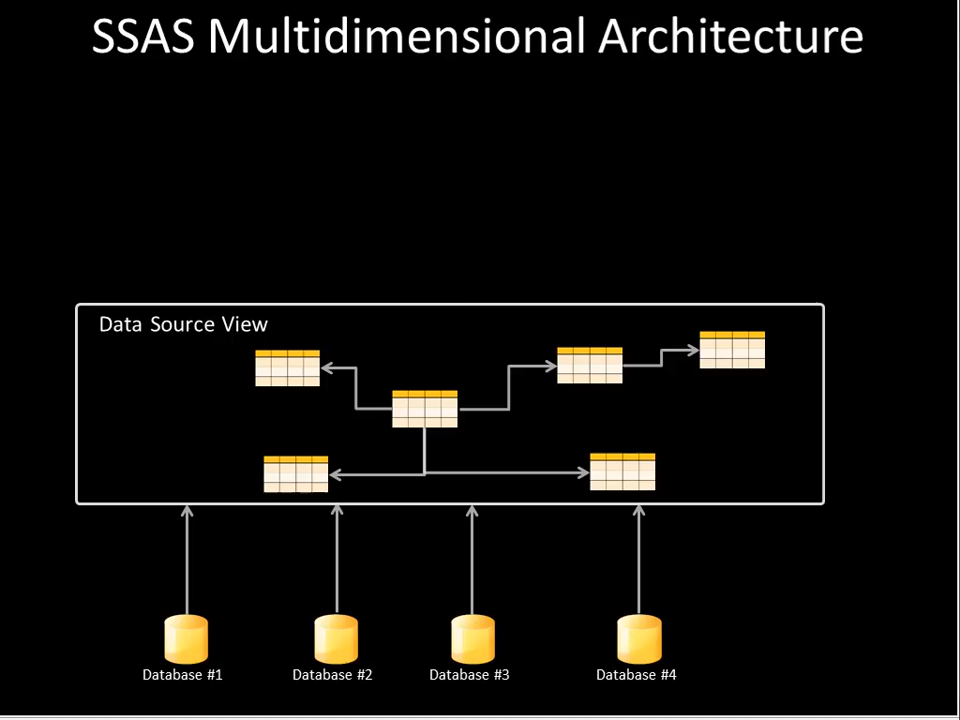 SSAS Multidimensional Architecture
Data Source View
Database #1
Database #2
Database #3
Database #4